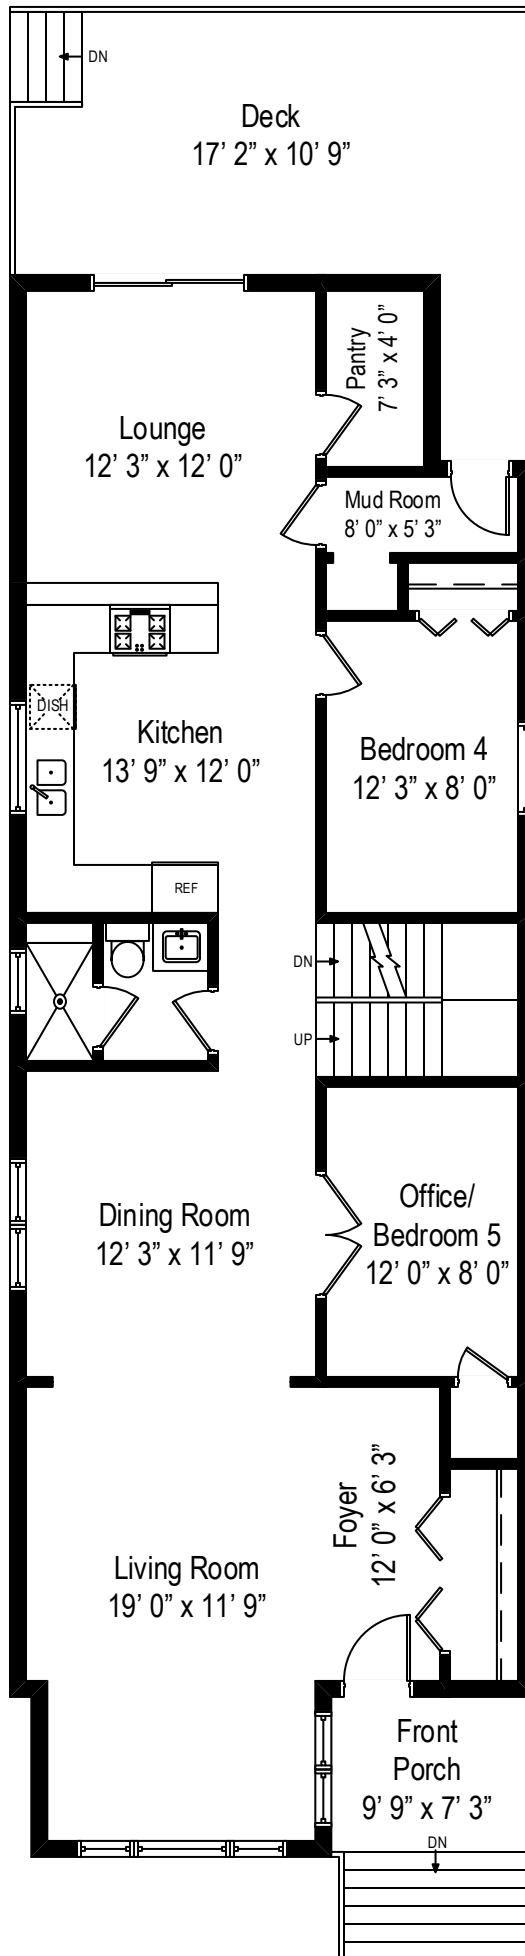 DN
Deck
17’ 2” x 10’ 9”
Pantry
7’ 3” x 4’ 0”
Lounge
12’ 3” x 12’ 0”
Mud Room
8’ 0” x 5’ 3”
DISH
Kitchen
13’ 9” x 12’ 0”
Bedroom 4
12’ 3” x 8’ 0”
REF
DN
UP
Dining Room
12’ 3” x 11’ 9”
Office/
Bedroom 5
12’ 0” x 8’ 0”
Foyer
12’ 0” x 6’ 3”
Living Room
19’ 0” x 11’ 9”
Front
Porch
9’ 9” x 7’ 3”
DN